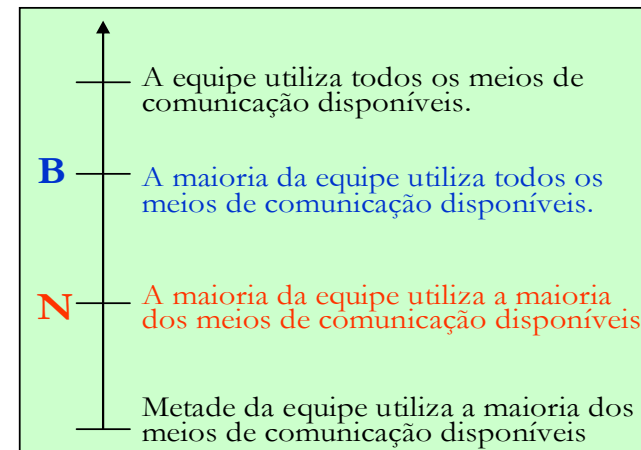 A equipe utiliza todos os meios de
comunicação disponíveis.
B
A maioria da equipe utiliza todos os
meios de comunicação disponíveis.
N
A maioria da equipe utiliza a maioria
dos meios de comunicação disponíveis
Metade da equipe utiliza a maioria dos
meios de comunicação disponíveis